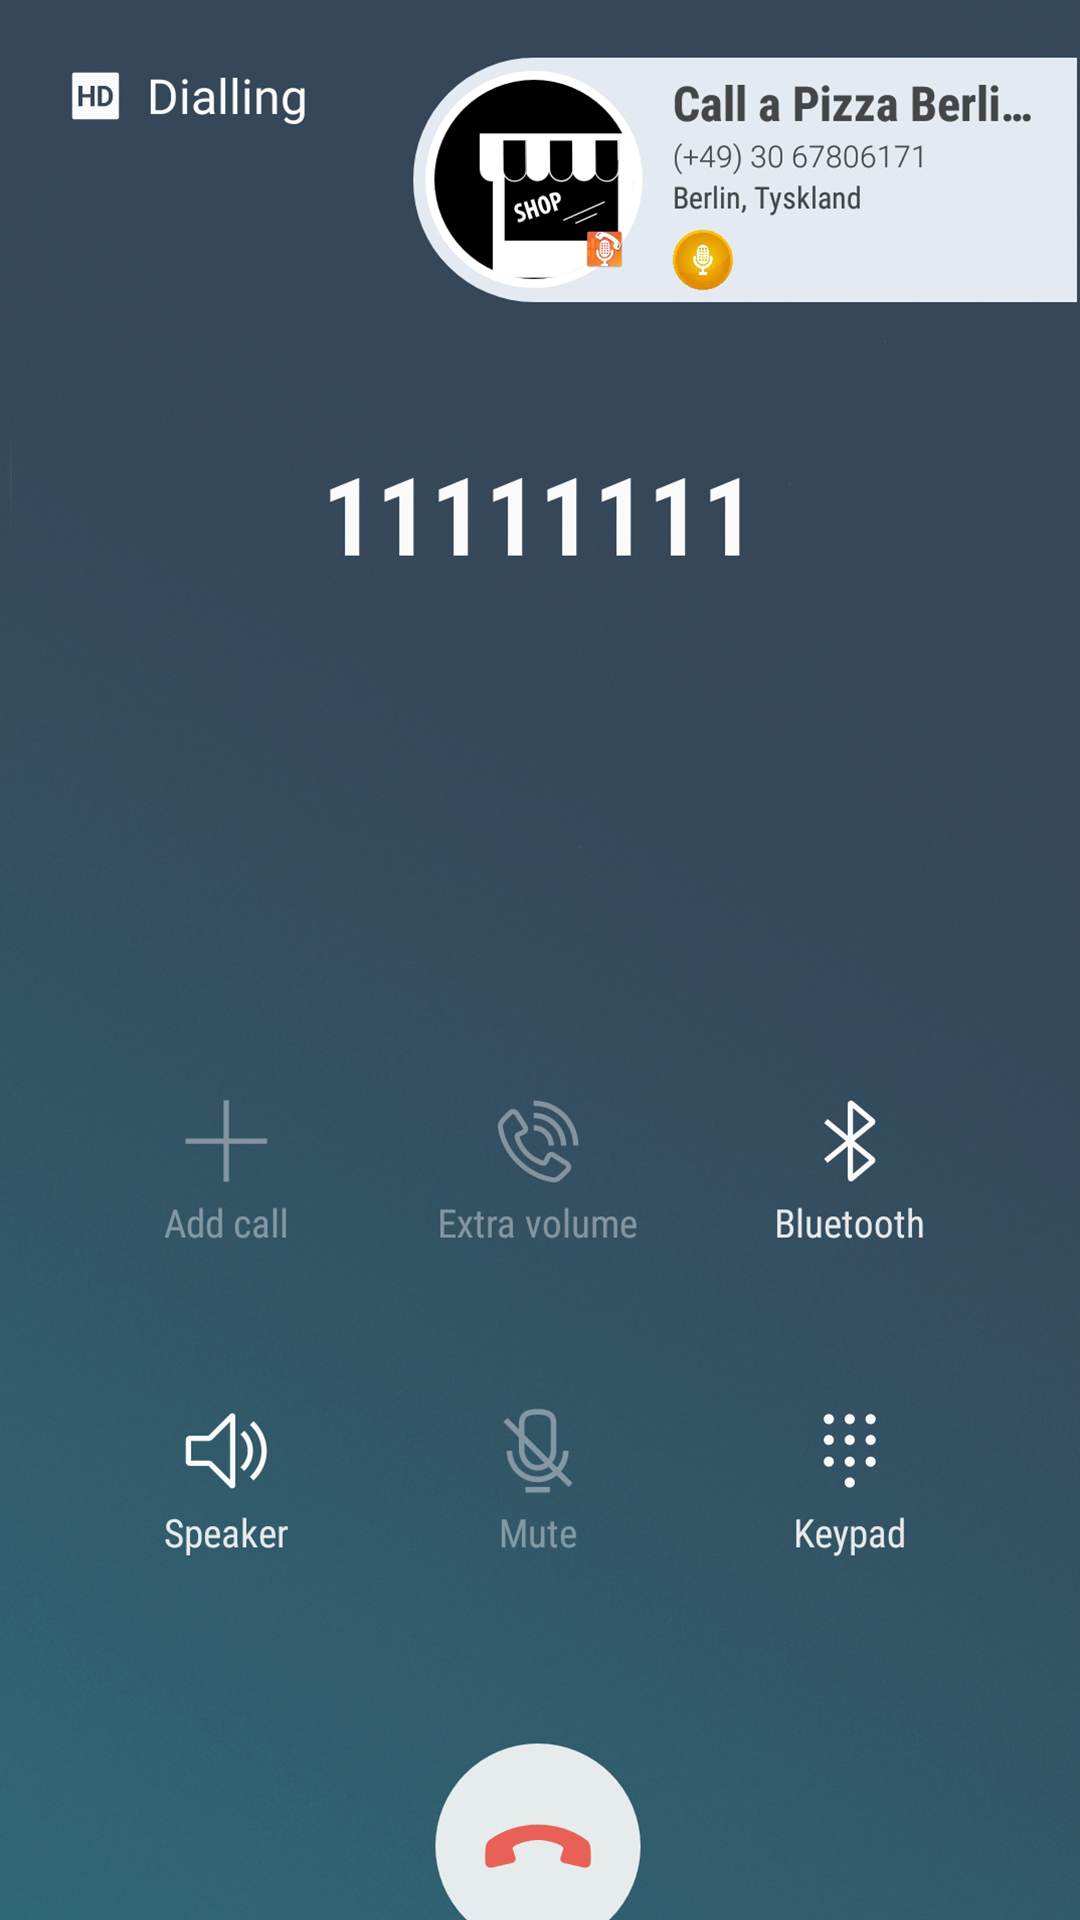 HD Dialling
Call a Pizza Berli...
(+49) 30 67806171
Berlin, Tyskland
SHOP
11111111
Add call
Extra volume
Bluetooth
Speaker
Mute
Keypad